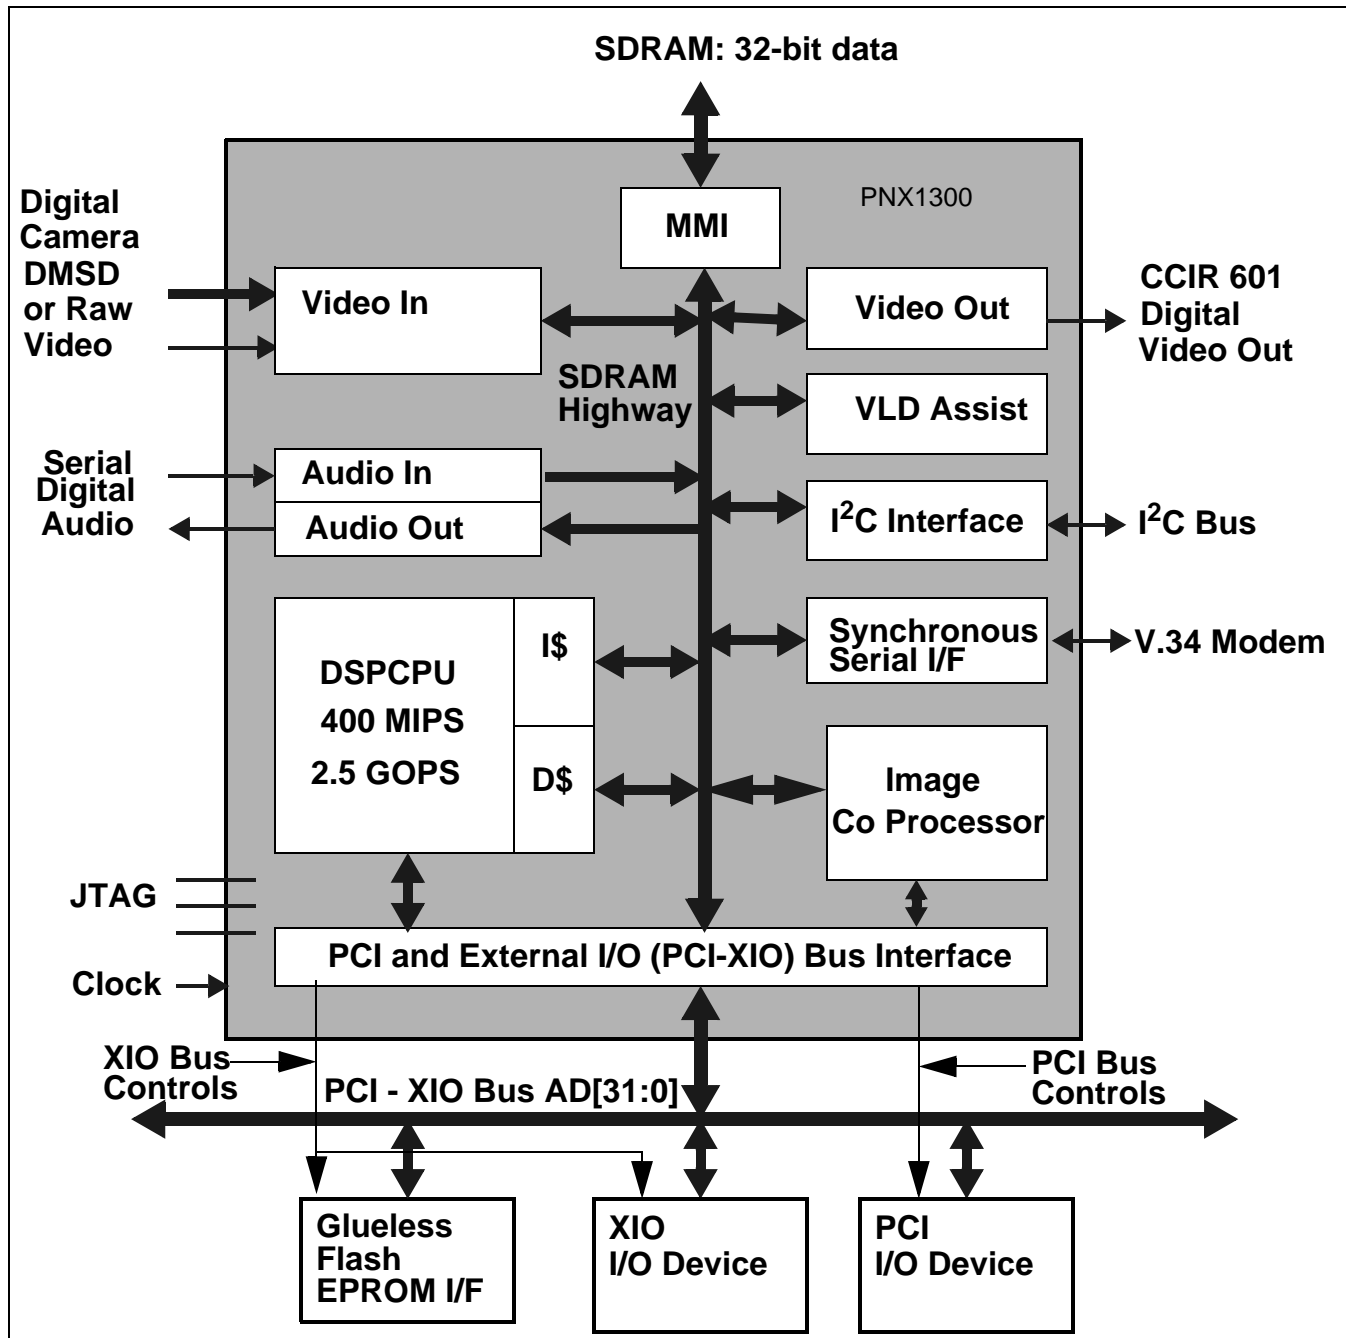 SDRAM: 32-bit data
PNX1300
MMI
Digital
Camera
DMSD
or Raw
Video
Video In
Video Out
CCIR 601
Digital
Video Out
SDRAM
Highway
VLD Assist
Serial
Digital
Audio
Audio In
Audio Out
I²C Interface
I²C Bus
DSPCPU
400 MIPS
2.5 GOPS
I$
D$
Synchronous
Serial I/F
V.34 Modem
Image
Co Processor
JTAG
PCI and External I/O (PCI-XIO) Bus Interface
Clock
XIO Bus
Controls
PCI - XIO Bus AD[31:0]
PCI Bus
Controls
Glueless
Flash
EPROM I/F
XIO
I/O Device
PCI
I/O Device